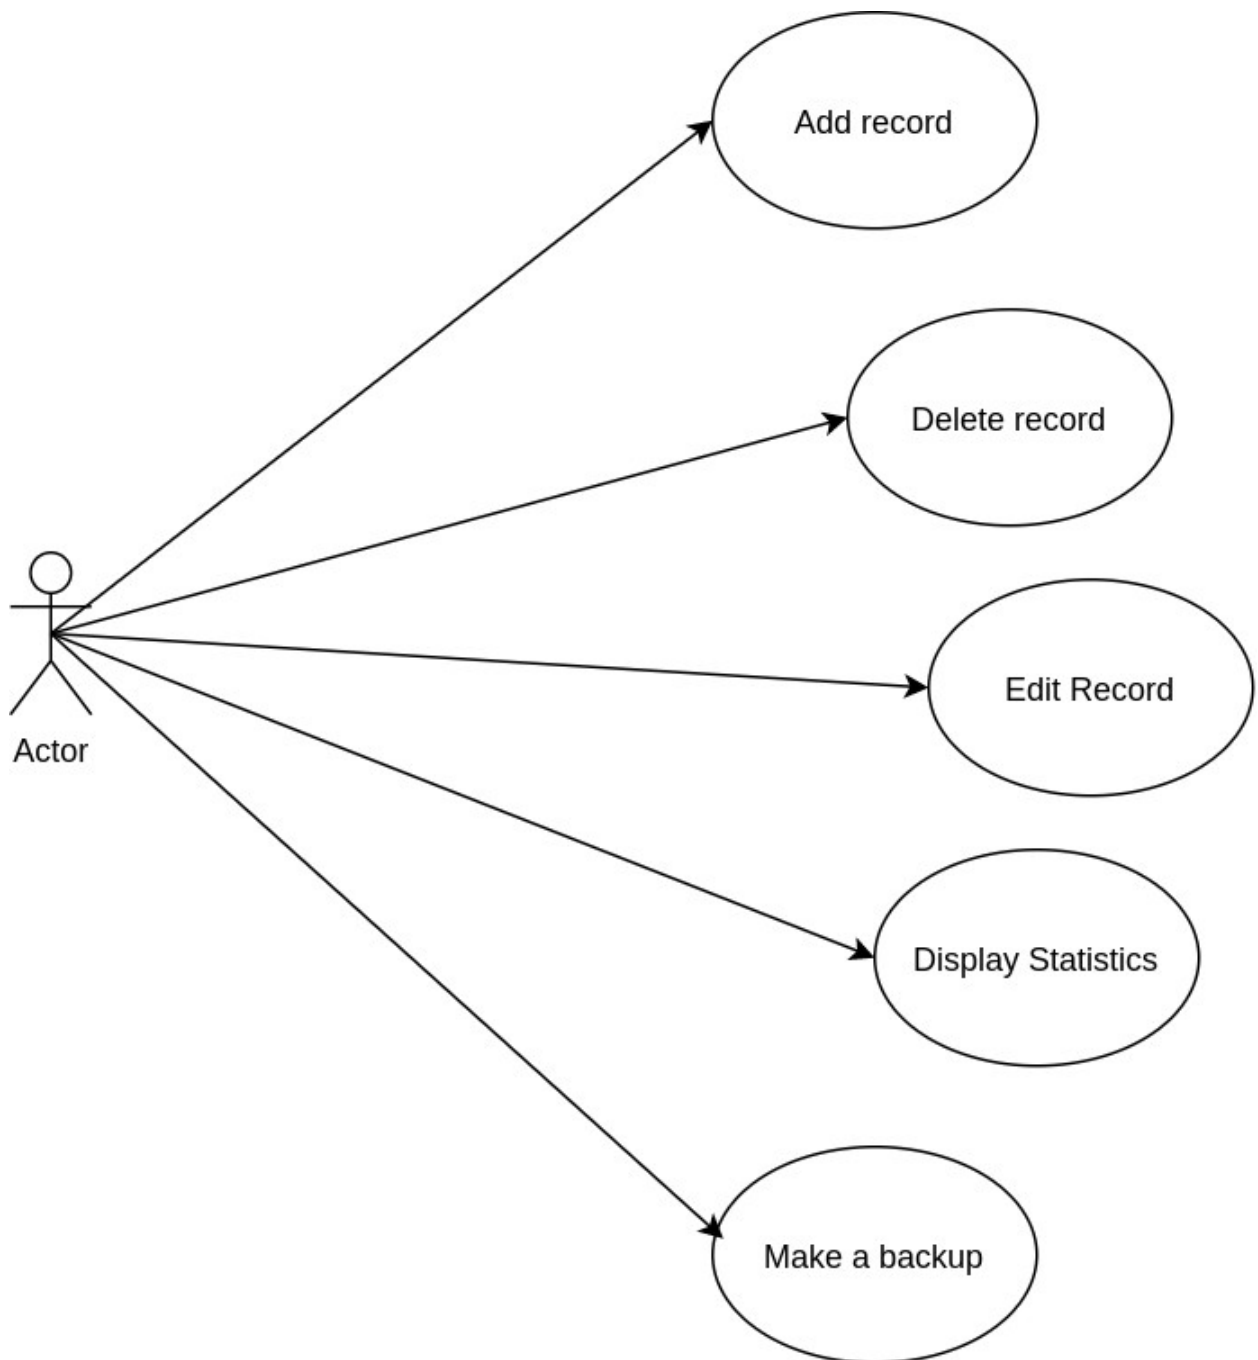 Add record
Delete record
Edit Record
Actor
Display Statistics
Make a backup